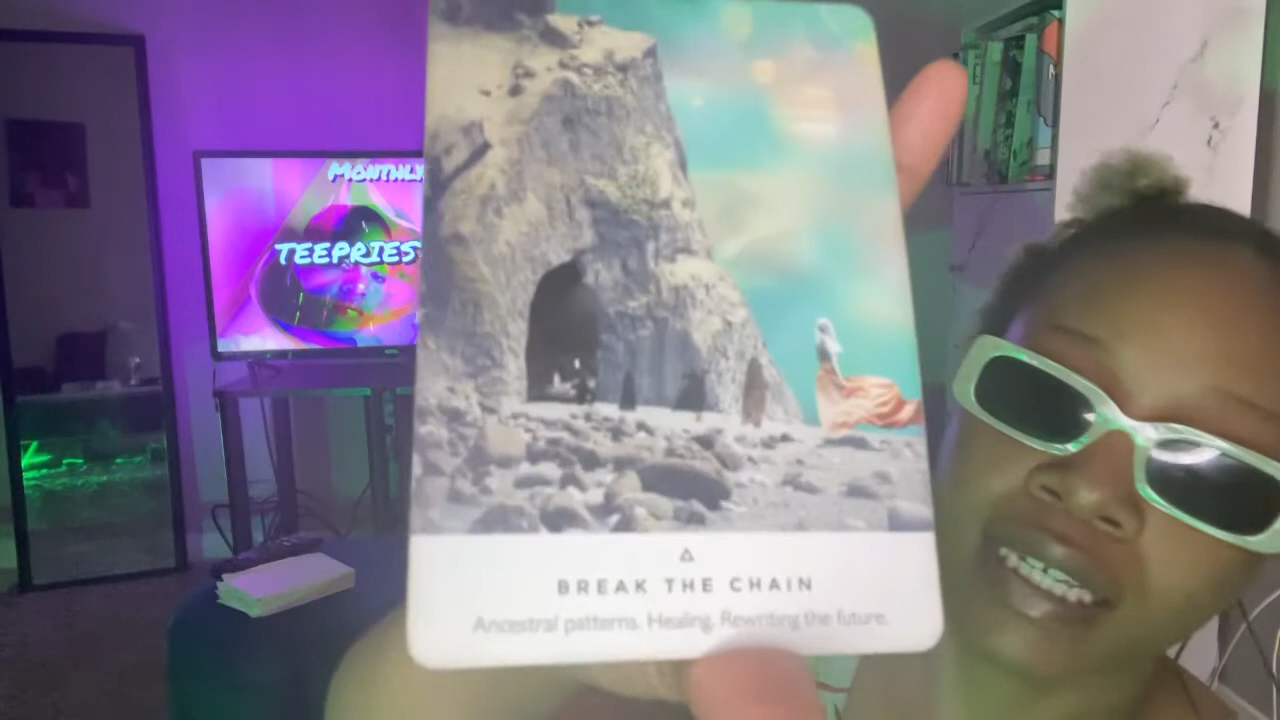 MONTHLY
TEEPRIES
BREAK THE CHAIN
Ancestral patterns. Healing. Rewriting the future.